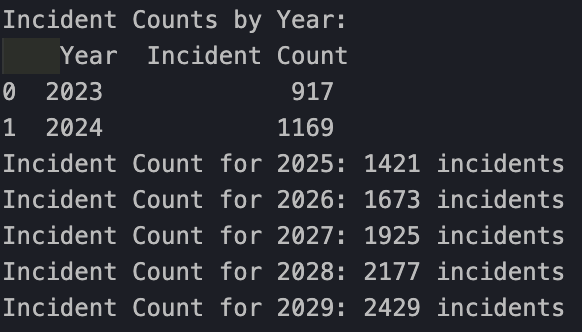 Incident Counts by Year:
Year Incident Count
0 2023 917
1 2024 1169
Incident Count for 2025: 1421 incidents
Incident Count for 2026: 1673 incidents
Incident Count for 2027: 1925 incidents
Incident Count for 2028: 2177 incidents
Incident Count for 2029: 2429 incidents